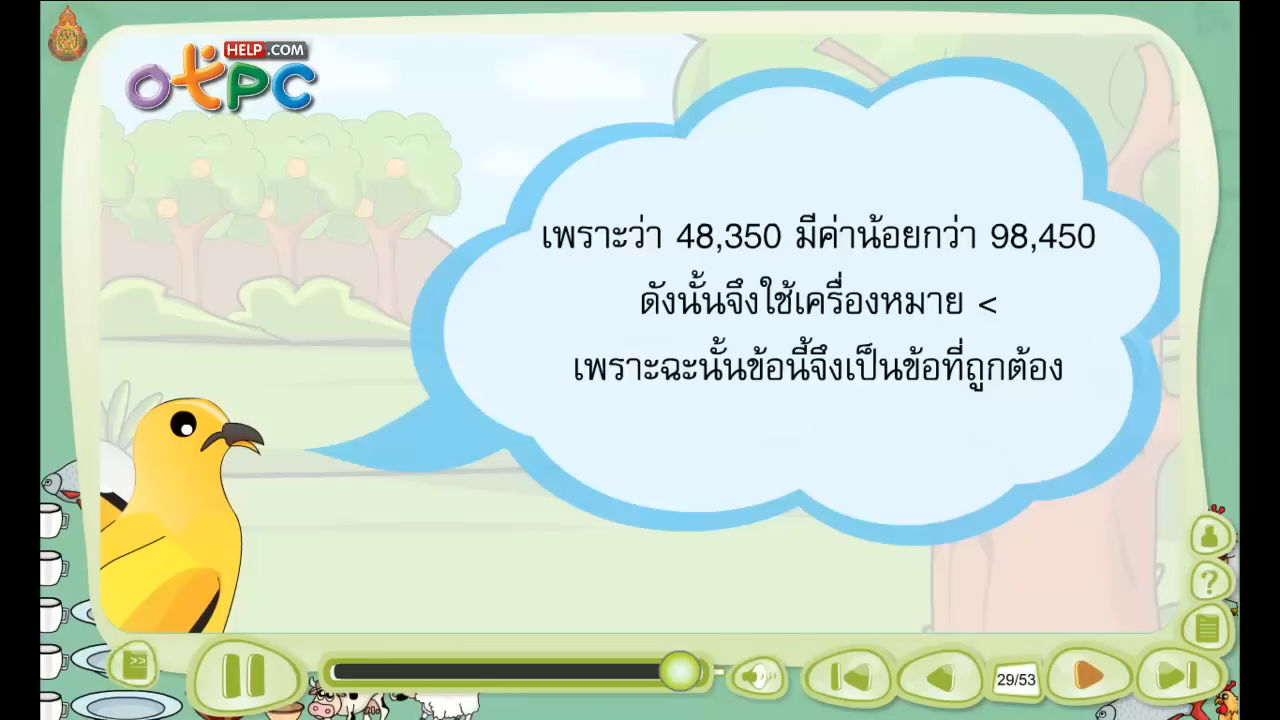 HELP.COM
OTPC
เพราะว่า 48,350 มีค่าน้อยกว่า 98,450
ดังนั้นจึงใช้เครื่องหมาย <
เพราะฉะนั้นข้อนี้จึงเป็นข้อที่ถูกต้อง
>>
?
29/53